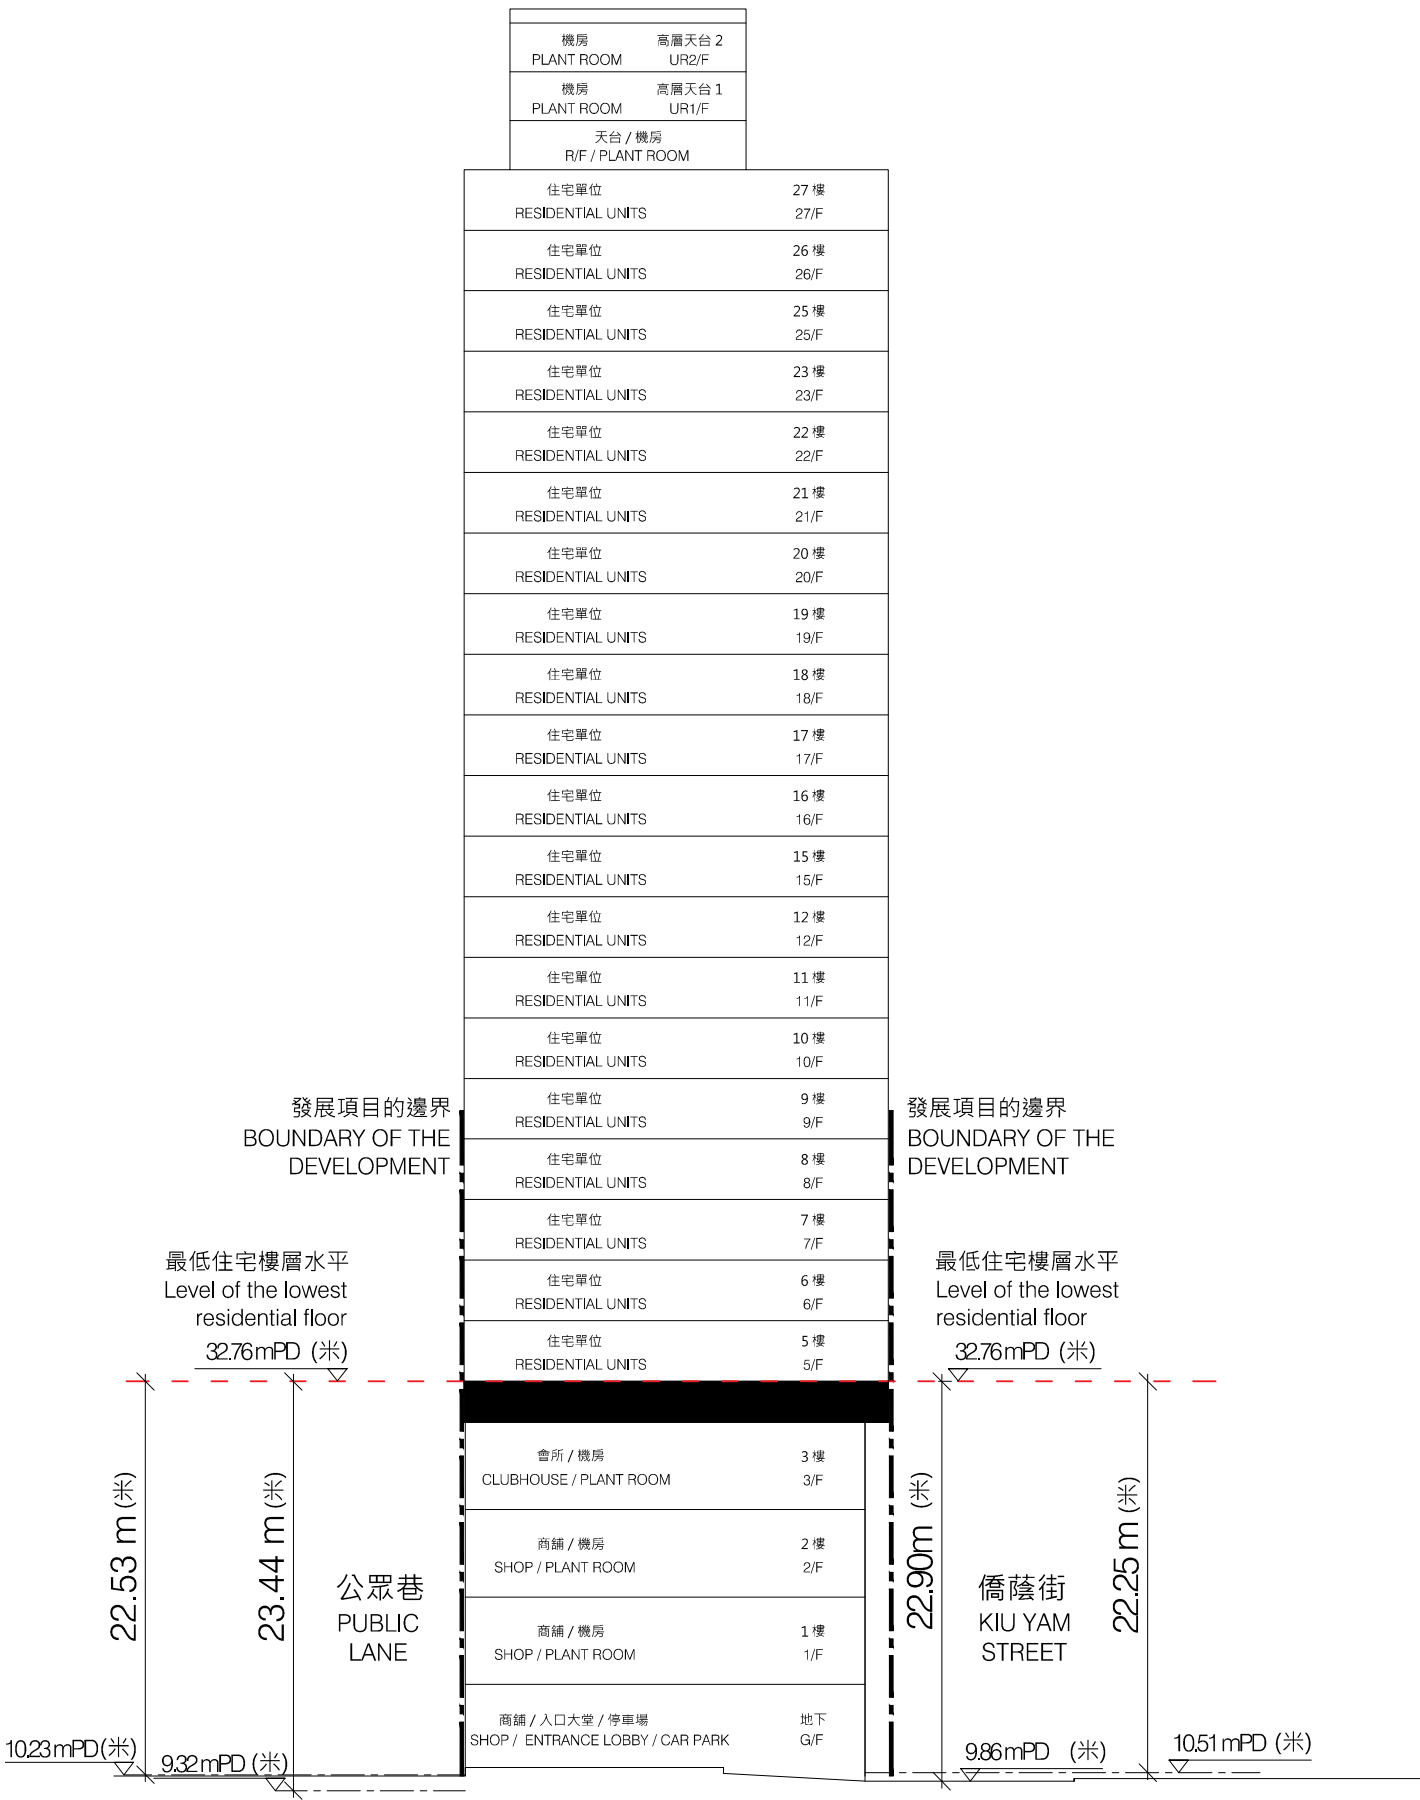 機房 高層天台 2
PLANT ROOM UR2/F
機房 高層天台 1
PLANT ROOM UR1/F
天台 / 機房
R/F / PLANT ROOM
住宅單位 27 樓
RESIDENTIAL UNITS 27/F
住宅單位 26 樓
RESIDENTIAL UNITS 26/F
住宅單位 25 樓
RESIDENTIAL UNITS 25/F
住宅單位 23 樓
RESIDENTIAL UNITS 23/F
住宅單位 22 樓
RESIDENTIAL UNITS 22/F
住宅單位 21 樓
RESIDENTIAL UNITS 21/F
住宅單位 20 樓
RESIDENTIAL UNITS 20/F
住宅單位 19 樓
RESIDENTIAL UNITS 19/F
住宅單位 18 樓
RESIDENTIAL UNITS 18/F
住宅單位 17 樓
RESIDENTIAL UNITS 17/F
住宅單位 16 樓
RESIDENTIAL UNITS 16/F
住宅單位 15 樓
RESIDENTIAL UNITS 15/F
住宅單位 12 樓
RESIDENTIAL UNITS 12/F
住宅單位 11 樓
RESIDENTIAL UNITS 11/F
住宅單位 10 樓
RESIDENTIAL UNITS 10/F
住宅單位 9 樓
RESIDENTIAL UNITS 9/F
住宅單位 8 樓
RESIDENTIAL UNITS 8/F
住宅單位 7 樓
RESIDENTIAL UNITS 7/F
住宅單位 6 樓
RESIDENTIAL UNITS 6/F
住宅單位 5 樓
RESIDENTIAL UNITS 5/F
會所 / 機房 3 樓
CLUBHOUSE / PLANT ROOM 3/F
商舖 / 機房 2 樓
SHOP / PLANT ROOM 2/F
商舖 / 機房 1 樓
SHOP / PLANT ROOM 1/F
商舖 / 入口大堂 / 停車場 地下
SHOP / ENTRANCE LOBBY / CAR PARK G/F
發展項目的邊界
BOUNDARY OF THE
DEVELOPMENT
最低住宅樓層水平
Level of the lowest
residential floor
32.76mPD (米)
22.53 m (米)
23.44 m (米)
公眾巷
PUBLIC
LANE
10.23mPD(米)
9.32mPD (米)
發展項目的邊界
BOUNDARY OF THE
DEVELOPMENT
最低住宅樓層水平
Level of the lowest
residential floor
32.76mPD (米)
22.90m (米)
僑蔭街
KIU YAM
STREET
22.25 m (米)
9.86mPD (米)
10.51 mPD (米)